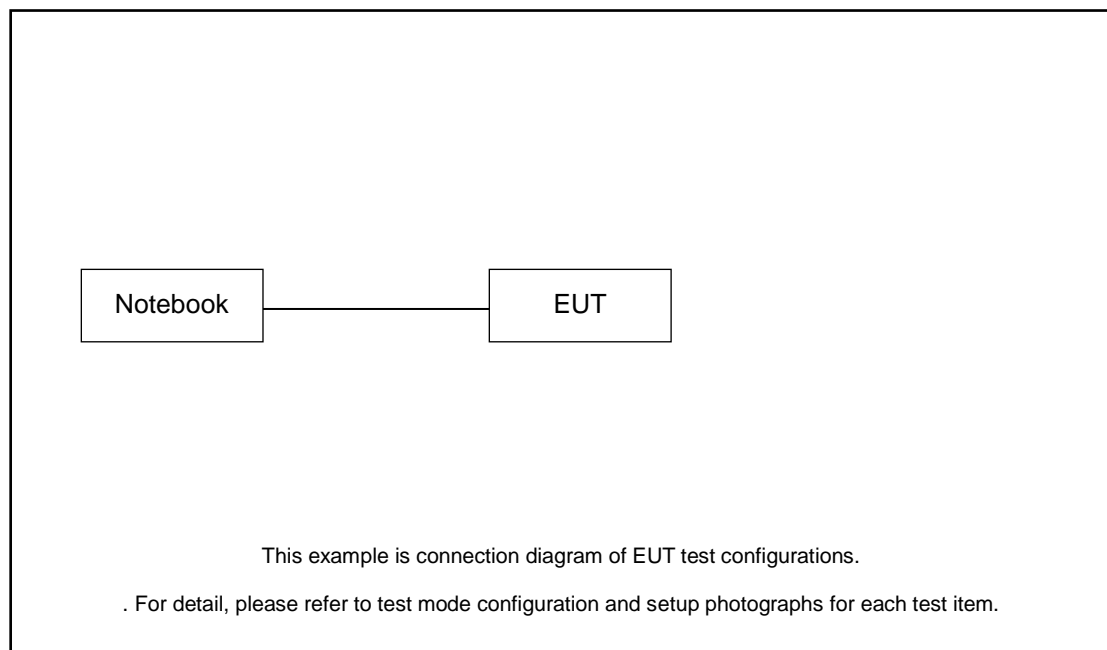 Notebook
EUT
This example is connection diagram of EUT test configurations.
. For detail, please refer to test mode configuration and setup photographs for each test item.